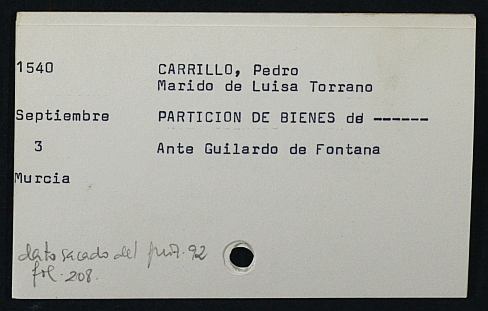 1540 CARRILLO, Pedro
Marido de Luisa Torrano
Septiembre PARTICION DE BIENES de ------
3 Ante Guilardo de Fontana
Murcia
dato sacado del prot. 92
fol. 208.